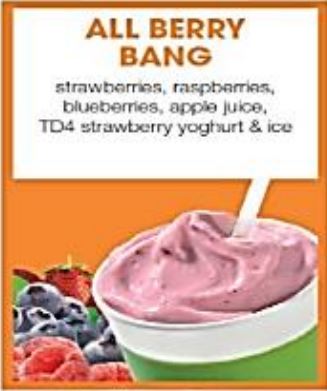 ALL BERRY
BANG
strawberries, raspberries,
blueberries, apple juice,
TD4 strawberry yoghurt & ice